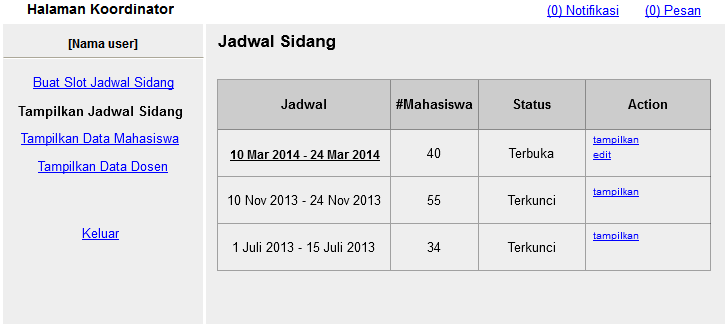 Halaman Koordinator
(0) Notifikasi (0) Pesan
[Nama user]
Buat Slot Jadwal Sidang
Tampilkan Jadwal Sidang
Tampilkan Data Mahasiswa
Tampilkan Data Dosen
Keluar
Jadwal Sidang
Jadwal #Mahasiswa Status Action
10 Mar 2014 - 24 Mar 2014 40 Terbuka tampilkan
edit
10 Nov 2013 - 24 Nov 2013 55 Terkunci tampilkan
1 Juli 2013 - 15 Juli 2013 34 Terkunci tampilkan